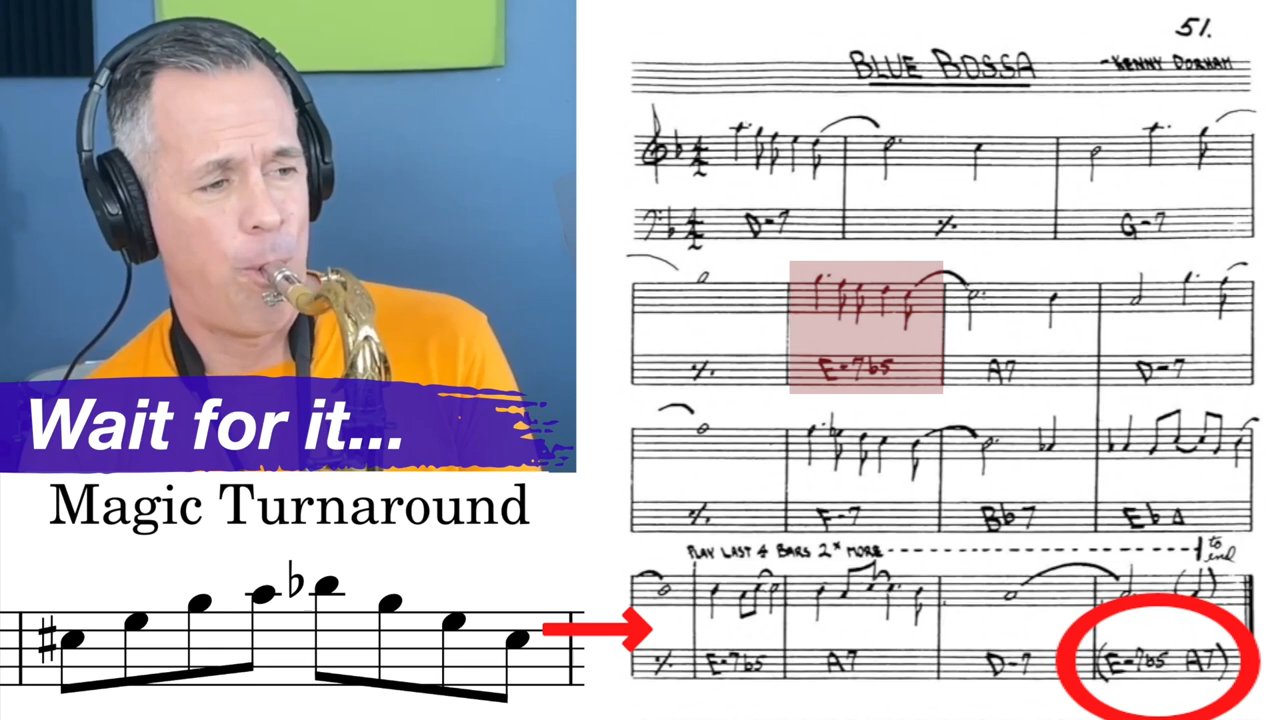 Wait for it...
Magic Turnaround
51.
BLUE BOSSA
-KENNY DORHAM
D-7 G-7
E-7b5 A7 D-7
F-7 Bb7 Eb△
PLAY LAST 4 BARS 2x MORE
to end
E-7b5 A7 D-7 (E-7b5 A7)